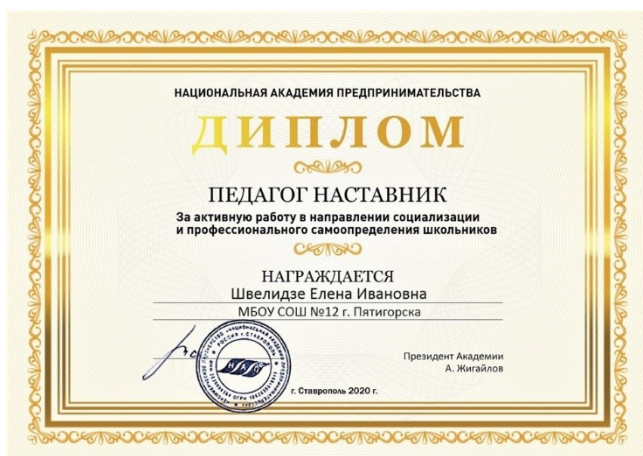 НАЦИОНАЛЬНАЯ АКАДЕМИЯ ПРЕДПРИНИМАТЕЛЬСТВА
ДИПЛОМ
ПЕДАГОГ НАСТАВНИК
За активную работу в направлении социализации
и профессионального самоопределения школьников
НАГРАЖДАЕТСЯ
Швелидзе Елена Ивановна
МБОУ СОШ №12 г. Пятигорска
Президент Академии
А. Жигайлов
г. Ставрополь 2020 г.